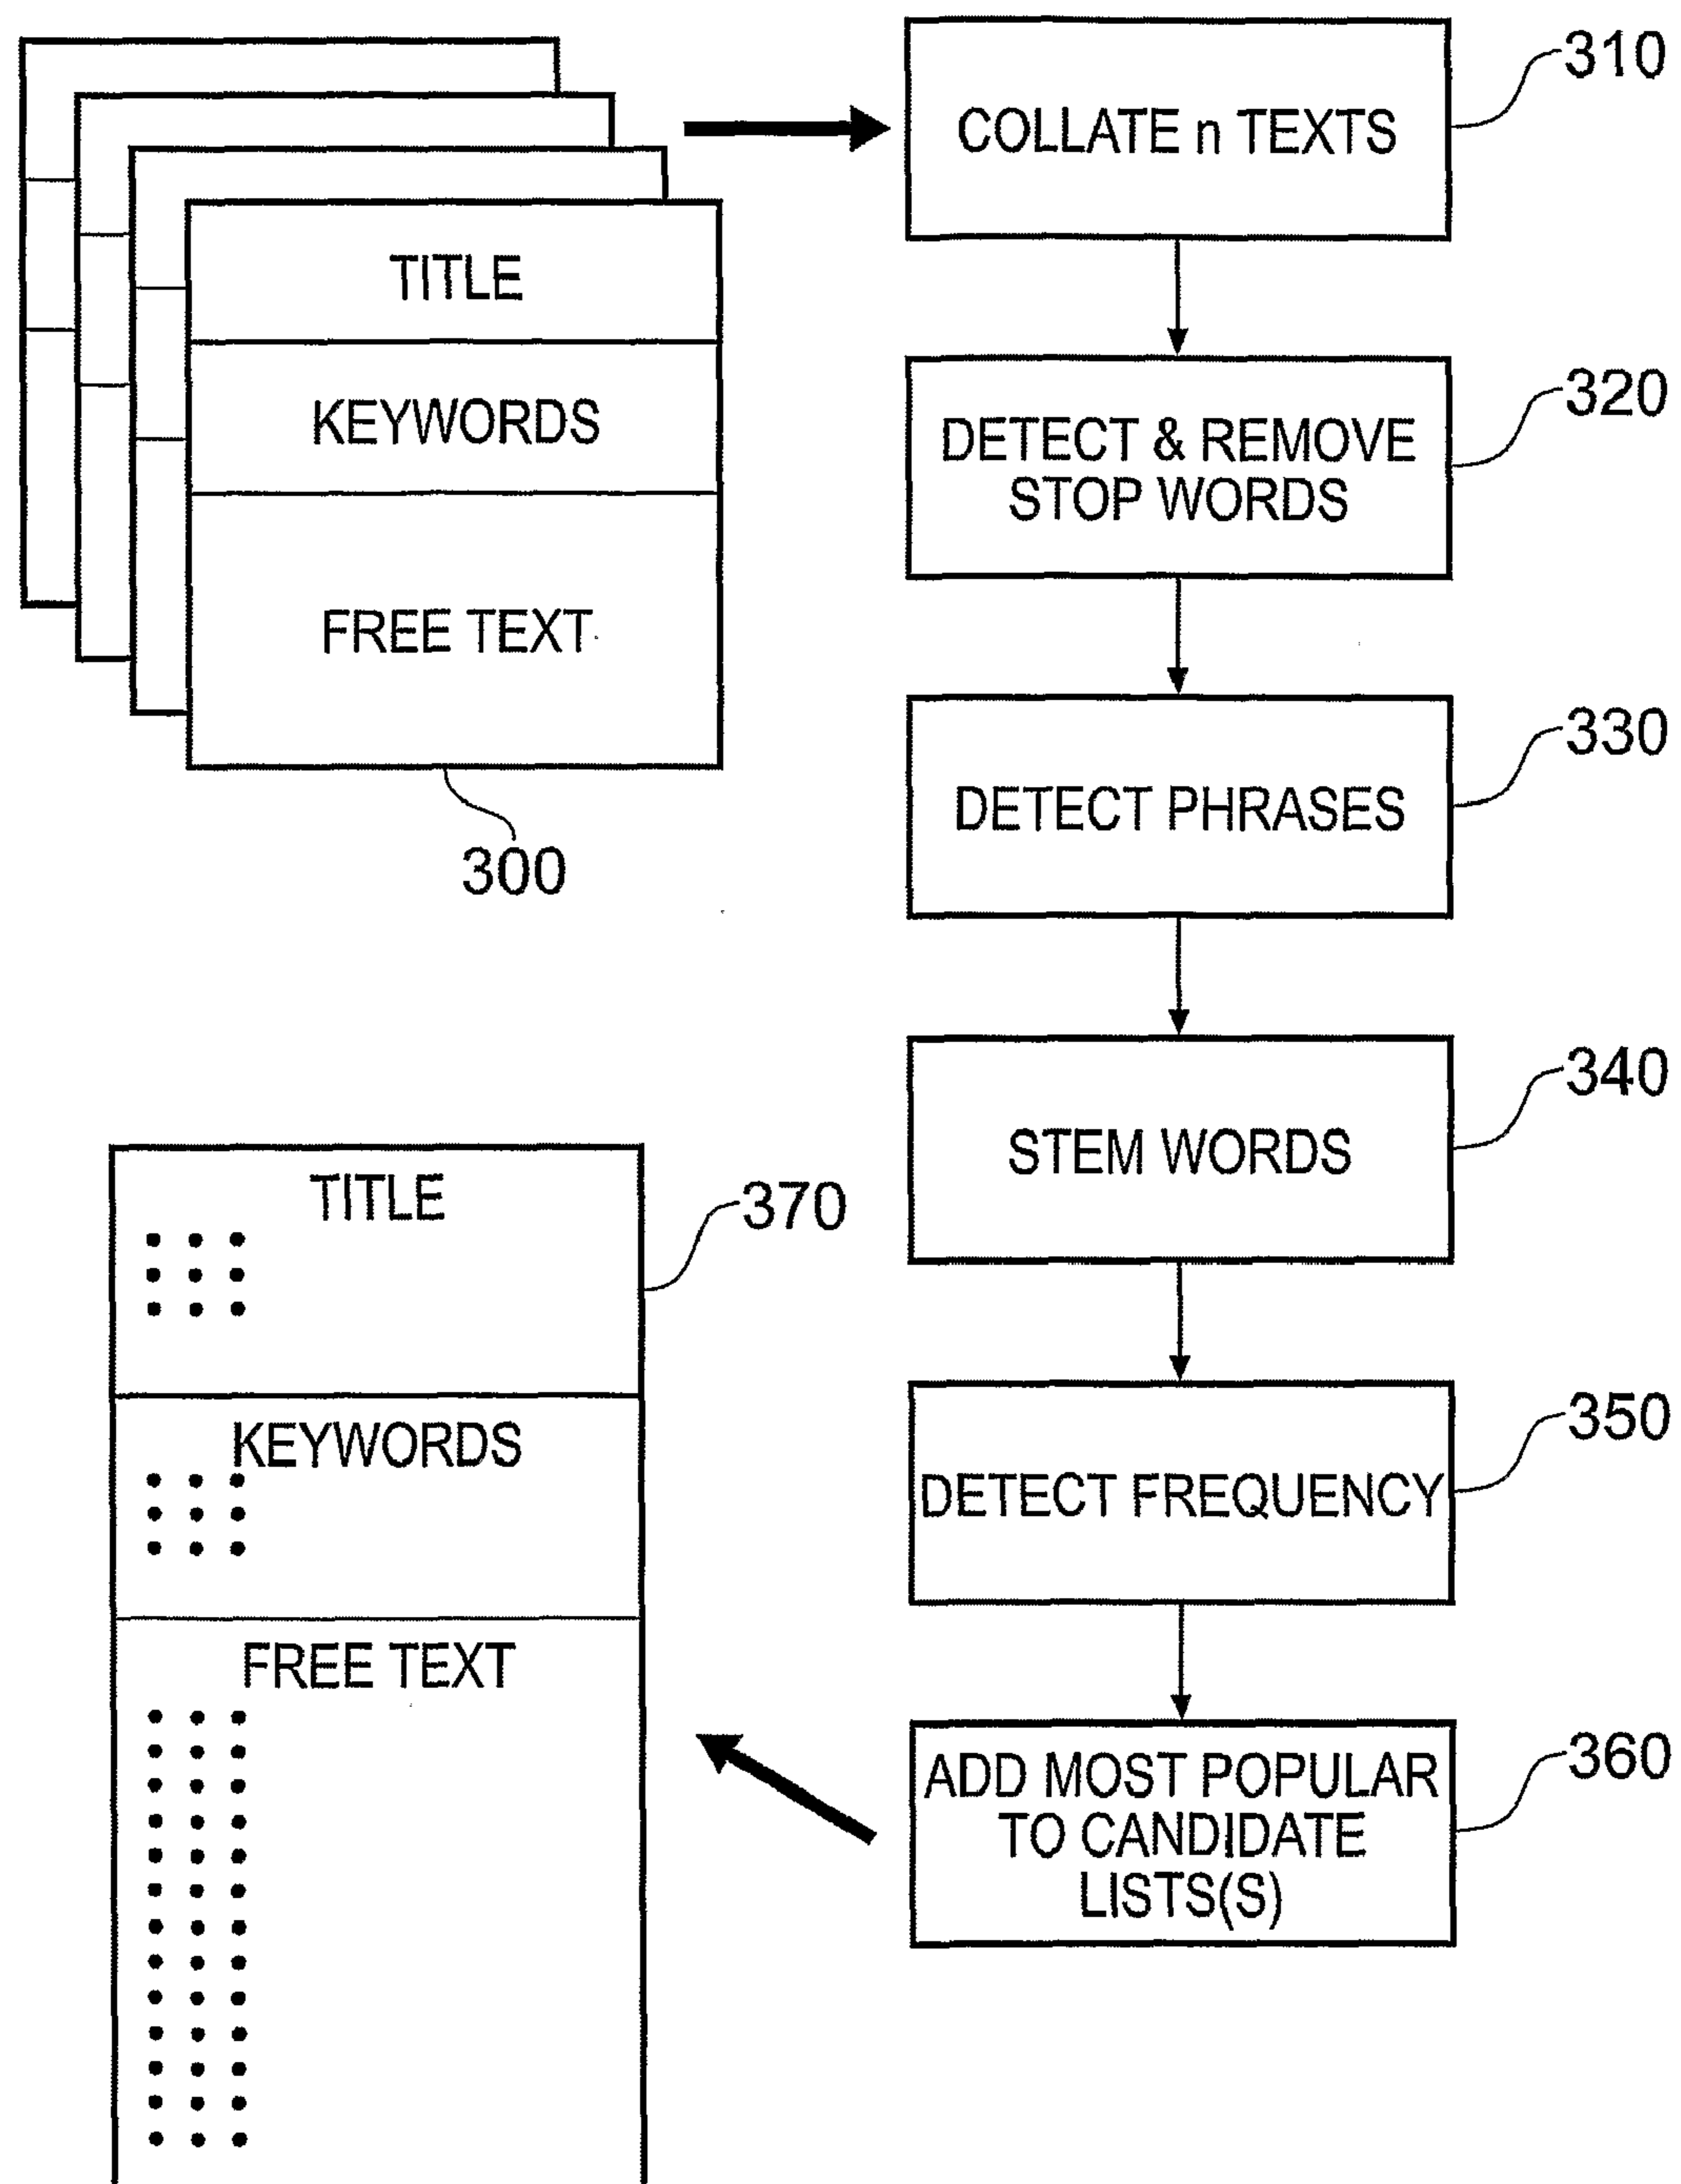 TITLE
KEYWORDS
FREE TEXT
300
COLLATE n TEXTS
310
DETECT & REMOVE
STOP WORDS
320
DETECT PHRASES
330
STEM WORDS
340
DETECT FREQUENCY
350
ADD MOST POPULAR
TO CANDIDATE
LISTS(S)
360
TITLE
370
KEYWORDS
FREE TEXT